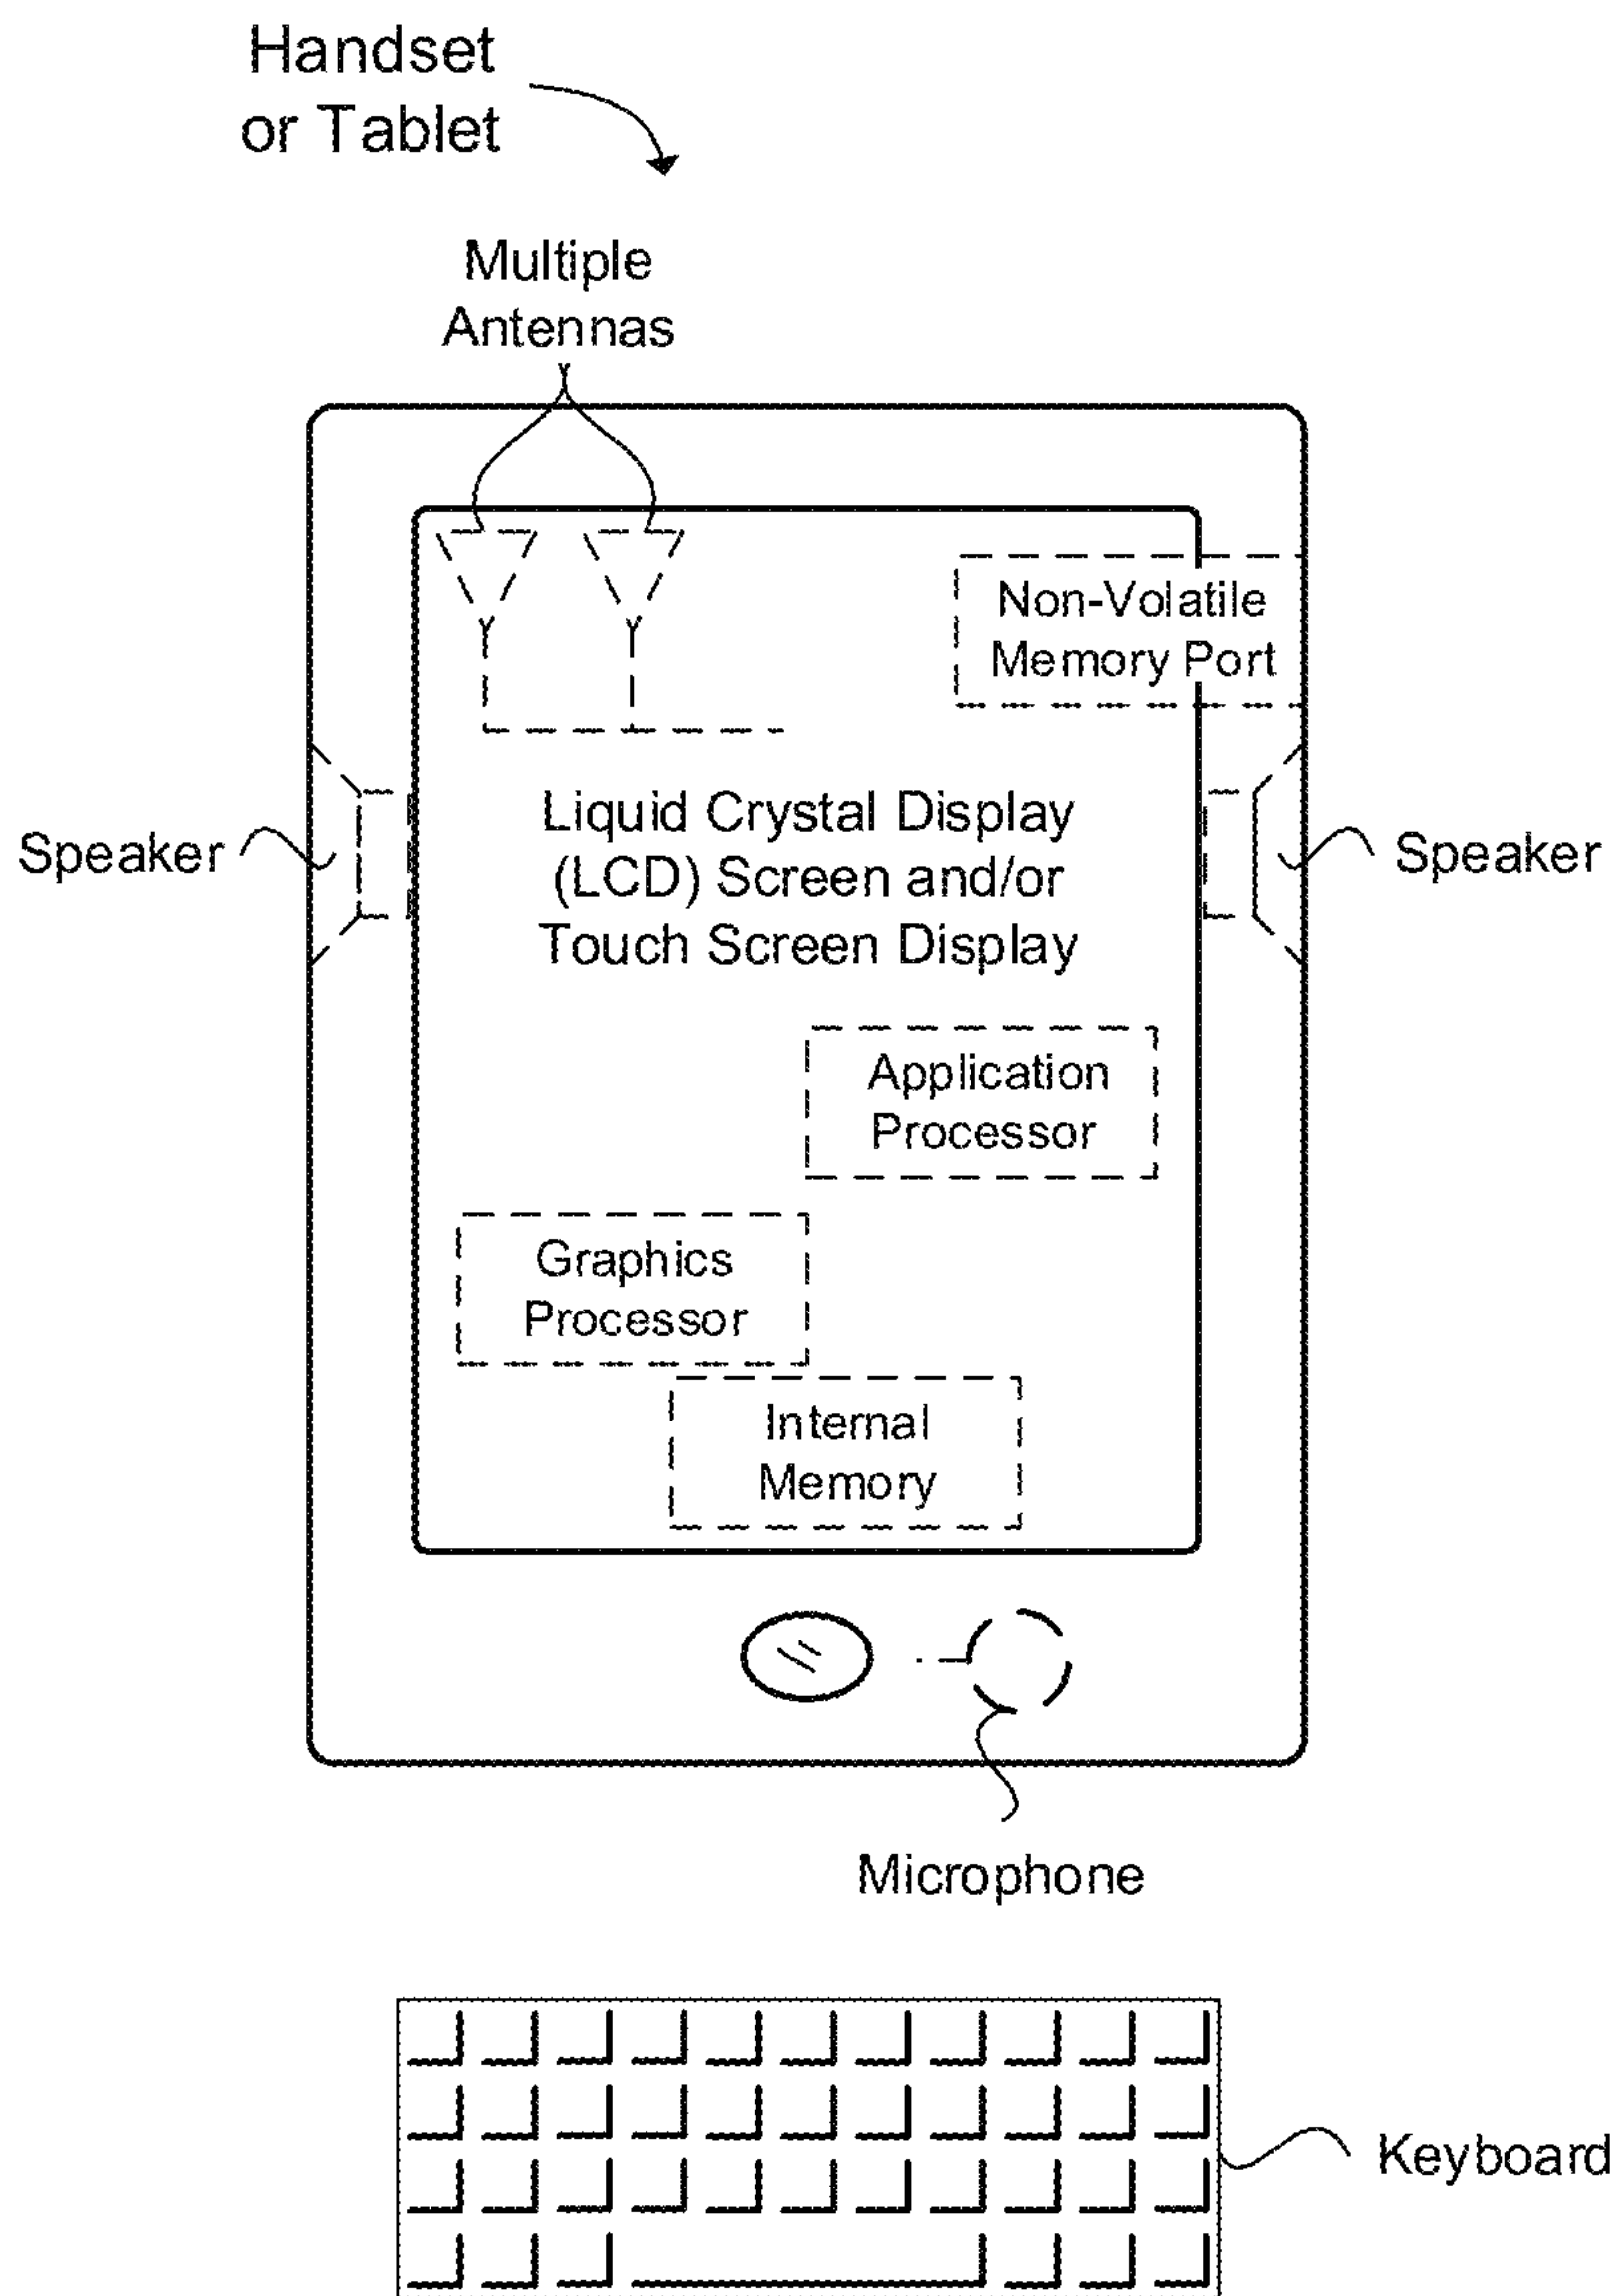 Handset
or Tablet
Multiple
Antennas
Non-Volatile
Memory Port
Speaker
Liquid Crystal Display
(LCD) Screen and/or
Touch Screen Display
Speaker
Application
Processor
Graphics
Processor
Internal
Memory
Microphone
Keyboard